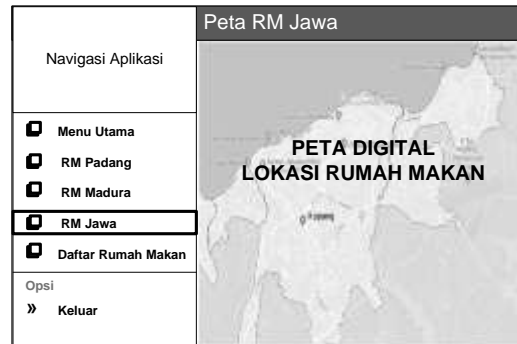 Peta RM Jawa
Navigasi Aplikasi
Menu Utama
RM Padang
RM Madura
RM Jawa
Daftar Rumah Makan
Opsi
» Keluar
PETA DIGITAL
LOKASI RUMAH MAKAN